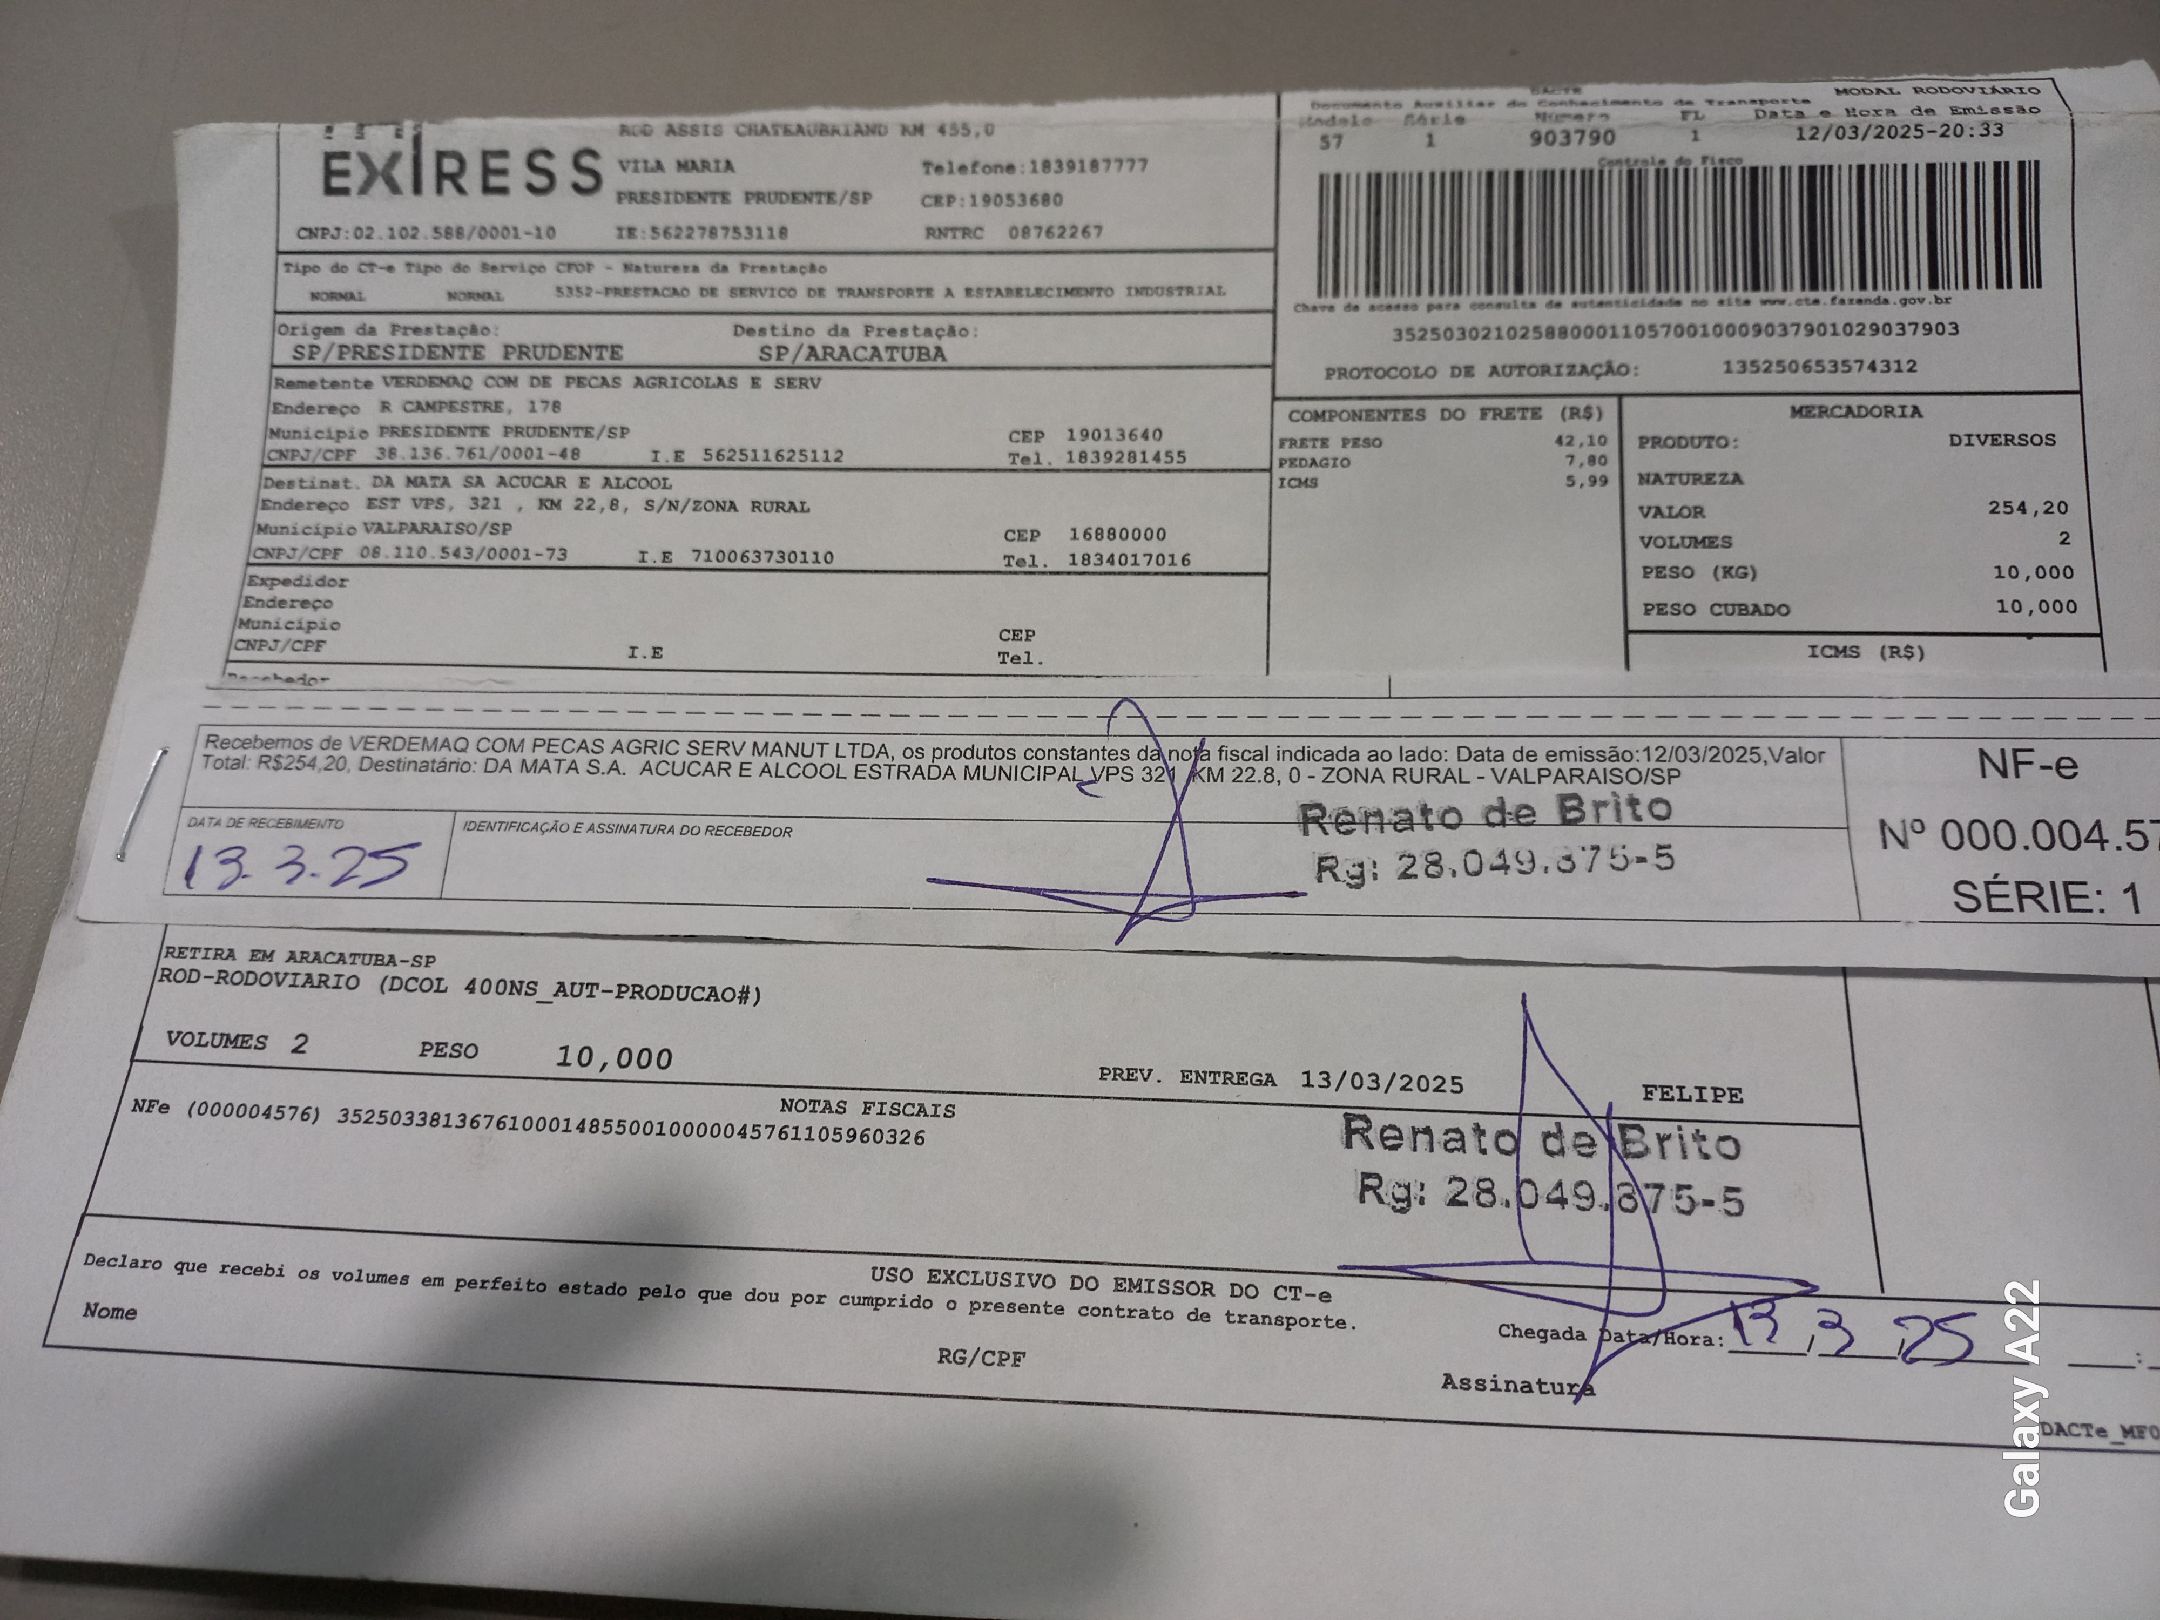 EXPRESS
ROD ASSIS CHATEAUBRIAND KM 455,0
VILA MARIA Telefone:1839187777
PRESIDENTE PRUDENTE/SP CEP:19053680
CNPJ:02.102.588/0001-10 IE:562278753118 RNTRC 08762267
DACTE
MODAL RODOVIÁRIO
Documento Auxiliar do Conhecimento de Transporte
Modelo Série Número FL Data e Hora de Emissão
57 1 903790 1 12/03/2025-20:33
Controle do Fisco
Chave de acesso para consulta de autenticidade no site www.cte.fazenda.gov.br
35250302102588000110570010009037901029037903
PROTOCOLO DE AUTORIZAÇÃO: 135250653574312
Tipo do CT-e Tipo do Serviço CFOP - Natureza da Prestação
NORMAL NORMAL 5352-PRESTACAO DE SERVICO DE TRANSPORTE A ESTABELECIMENTO INDUSTRIAL
Origem da Prestação: Destino da Prestação:
SP/PRESIDENTE PRUDENTE SP/ARACATUBA
Remetente VERDEMAQ COM DE PECAS AGRICOLAS E SERV
Endereço R CAMPESTRE, 178
Município PRESIDENTE PRUDENTE/SP CEP 19013640
CNPJ/CPF 38.136.761/0001-48 I.E 562511625112 Tel. 1839281455
Destinat. DA MATA SA ACUCAR E ALCOOL
Endereço EST VPS, 321 , KM 22,8, S/N/ZONA RURAL
Município VALPARAISO/SP CEP 16880000
CNPJ/CPF 08.110.543/0001-73 I.E 710063730110 Tel. 1834017016
Expedidor
Endereço
Município CEP
CNPJ/CPF I.E Tel.
Recebedor
COMPONENTES DO FRETE (R$)
FRETE PESO 42,10
PEDAGIO 7,80
ICMS 5,99
MERCADORIA
PRODUTO: DIVERSOS
NATUREZA
VALOR 254,20
VOLUMES 2
PESO (KG) 10,000
PESO CUBADO 10,000
ICMS (R$)
Recebemos de VERDEMAQ COM PECAS AGRIC SERV MANUT LTDA, os produtos constantes da nota fiscal indicada ao lado: Data de emissão:12/03/2025,Valor
Total: R$254,20, Destinatário: DA MATA S.A. ACUCAR E ALCOOL ESTRADA MUNICIPAL VPS 321 KM 22.8, 0 - ZONA RURAL - VALPARAISO/SP
DATA DE RECEBIMENTO IDENTIFICAÇÃO E ASSINATURA DO RECEBEDOR
13.3.25
Renato de Brito
Rg: 28.049.375-5
NF-e
Nº 000.004.57
SÉRIE: 1
RETIRA EM ARACATUBA-SP
ROD-RODOVIARIO (DCOL 400NS_AUT-PRODUCAO#)
VOLUMES 2 PESO 10,000 PREV. ENTREGA 13/03/2025 FELIPE
NOTAS FISCAIS
NFe (000004576) 35250338136761000148550010000045761105960326
Renato de Brito
Rg: 28.049.375-5
USO EXCLUSIVO DO EMISSOR DO CT-e
Declaro que recebi os volumes em perfeito estado pelo que dou por cumprido o presente contrato de transporte.
Nome RG/CPF
Chegada Data/Hora: 13/3/25 :
Assinatura
DACTe_MF0
Galaxy A22